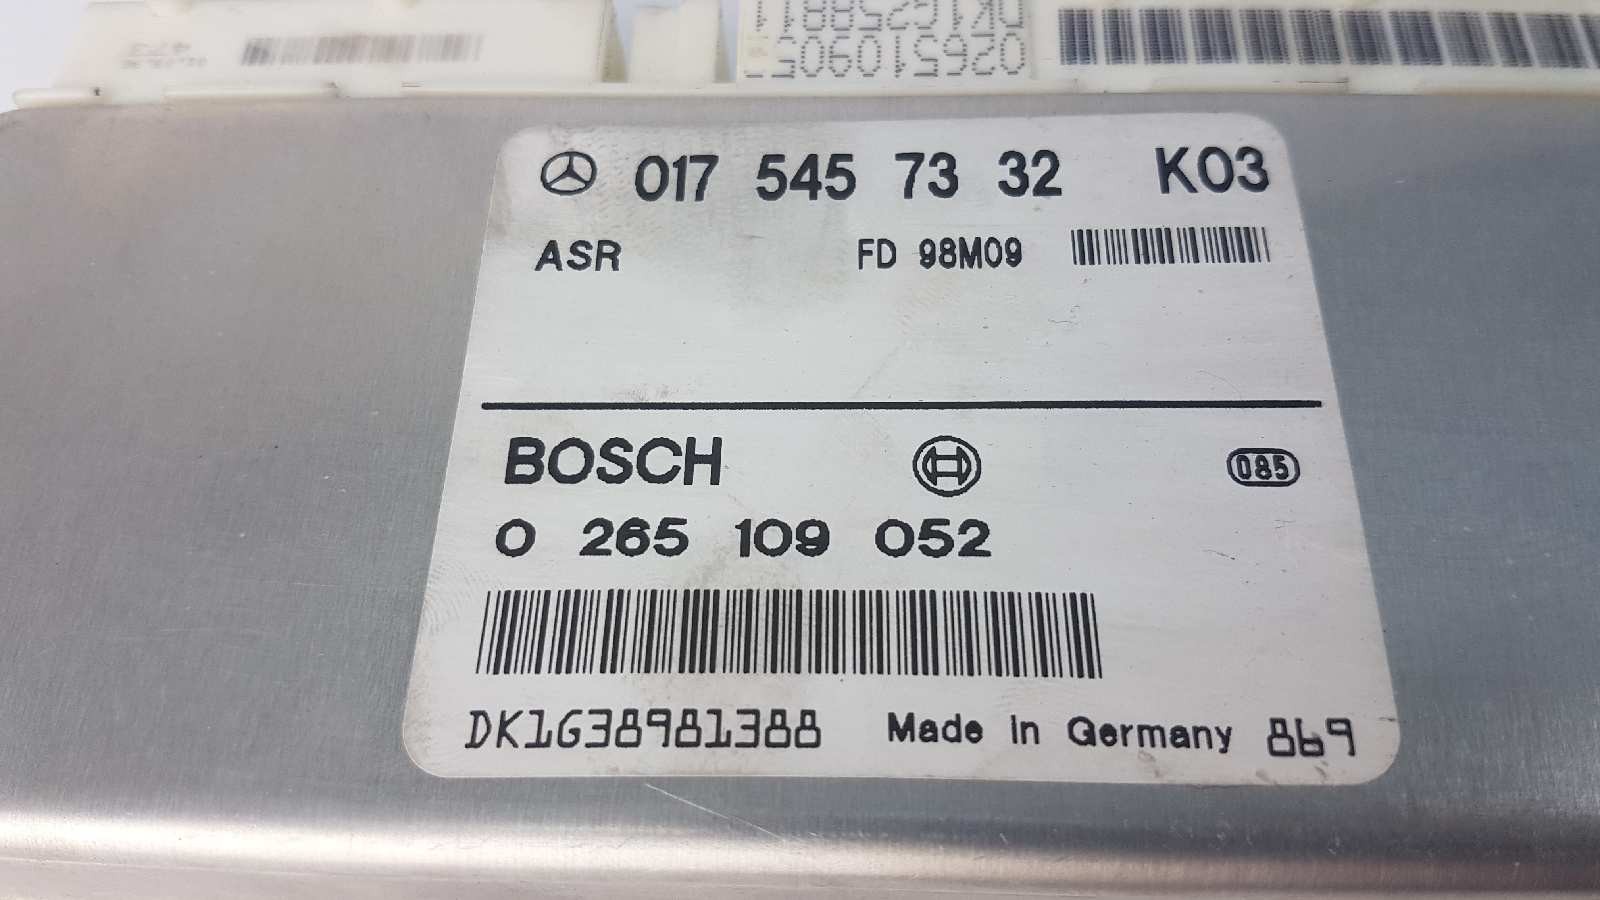 017 545 73 32 K03
ASR FD 98M09
BOSCH 085
0 265 109 052
DK1G38981388 Made in Germany 869